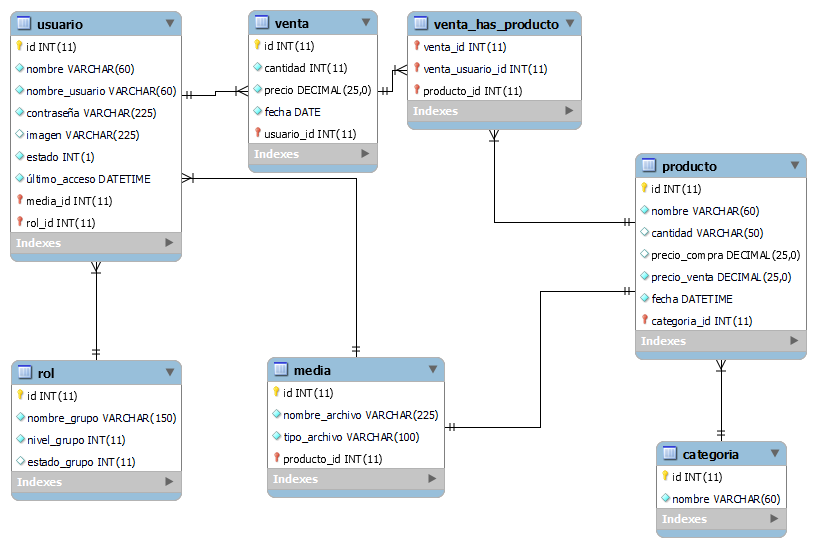 usuario
id INT(11)
nombre VARCHAR(60)
nombre_usuario VARCHAR(60)
contraseña VARCHAR(225)
imagen VARCHAR(225)
estado INT(1)
último_acceso DATETIME
media_id INT(11)
rol_id INT(11)
Indexes
venta
id INT(11)
cantidad INT(11)
precio DECIMAL(25,0)
fecha DATE
usuario_id INT(11)
Indexes
venta_has_producto
venta_id INT(11)
venta_usuario_id INT(11)
producto_id INT(11)
Indexes
producto
id INT(11)
nombre VARCHAR(60)
cantidad VARCHAR(50)
precio_compra DECIMAL(25,0)
precio_venta DECIMAL(25,0)
fecha DATETIME
categoria_id INT(11)
Indexes
rol
id INT(11)
nombre_grupo VARCHAR(150)
nivel_grupo INT(11)
estado_grupo INT(11)
Indexes
media
id INT(11)
nombre_archivo VARCHAR(225)
tipo_archivo VARCHAR(100)
producto_id INT(11)
Indexes
categoria
id INT(11)
nombre VARCHAR(60)
Indexes